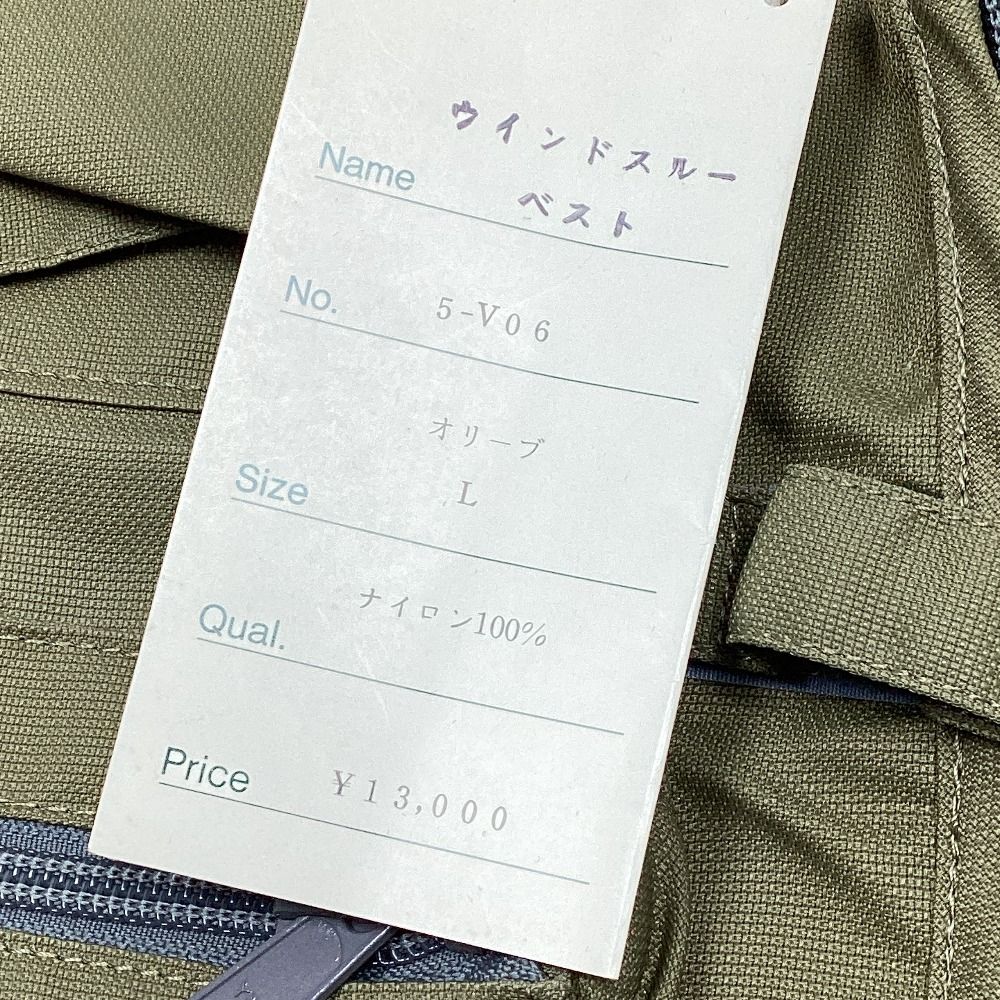 Name ウインドスルー
ベスト
No. 5-V06
オリーブ
Size L
Qual. ナイロン100%
Price ¥13,000